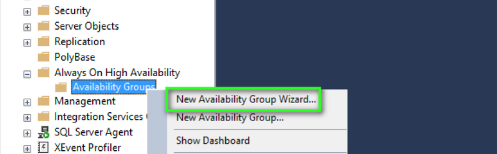 Security
Server Objects
Replication
PolyBase
Always On High Availability
Availability Groups
New Availability Group Wizard...
Management
New Availability Group...
Integration Services
SQL Server Agent
Show Dashboard
XEvent Profiler